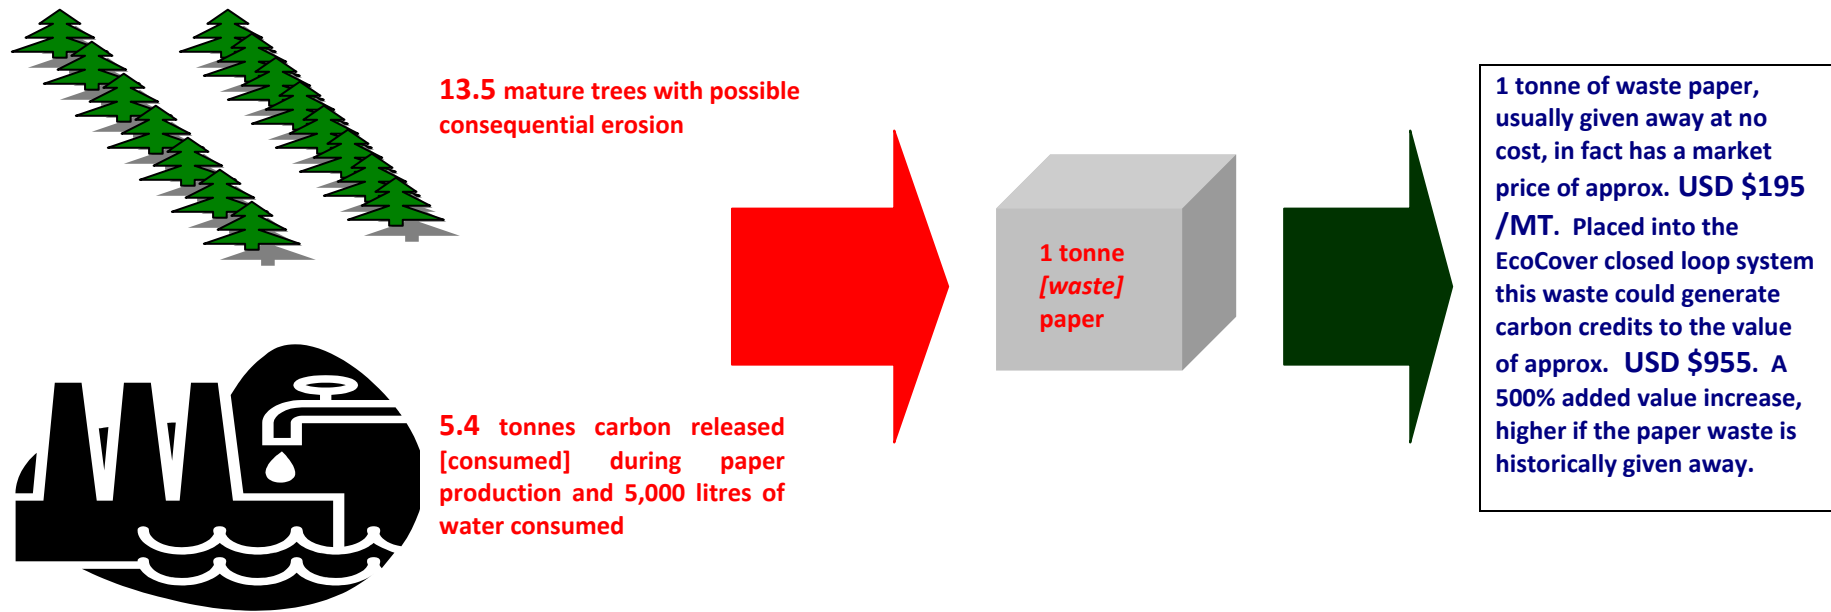 13.5 mature trees with possible
consequential erosion
5.4 tonnes carbon released
[consumed] during paper
production and 5,000 litres of
water consumed
1 tonne
[waste]
paper
1 tonne of waste paper,
usually given away at no
cost, in fact has a market
price of approx. USD $195
/MT. Placed into the
EcoCover closed loop system
this waste could generate
carbon credits to the value
of approx. USD $955. A
500% added value increase,
higher if the paper waste is
historically given away.